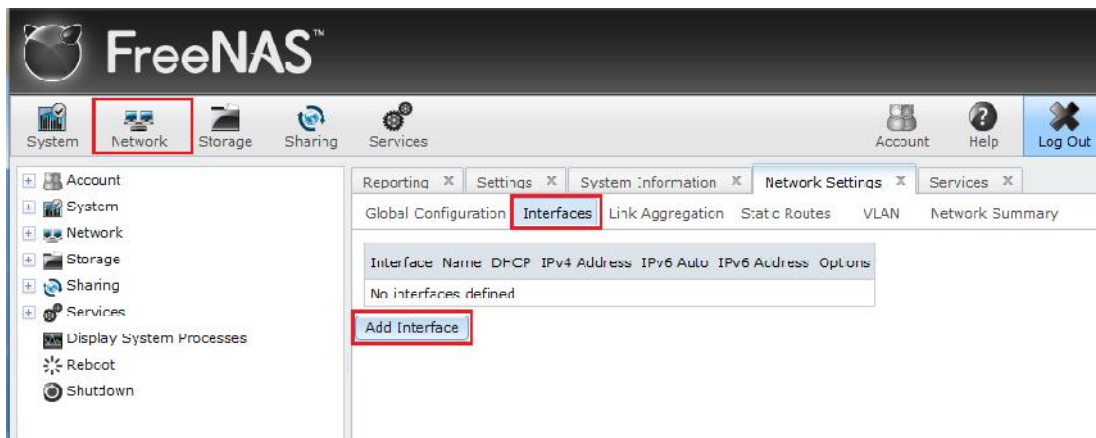 FreeNAS™
System Network Storage Sharing Services Account Help Log Out
Account
System
Network
Storage
Sharing
Services
Display System Processes
Reboot
Shutdown
Reporting X Settings X System Information X Network Settings X Services X
Global Configuration Interfaces Link Aggregation Static Routes VLAN Network Summary
Interface Name DHCP IPv4 Address IPv6 Auto IPv6 Address Options
No interfaces defined
Add Interface